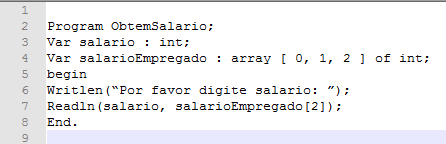 1
2 Program ObtemSalario;
3 Var salario : int;
4 Var salarioEmpregado : array [ 0, 1, 2 ] of int;
5 begin
6 Writlen(“Por favor digite salario: ”);
7 Readln(salario, salarioEmpregado[2]);
8 End.
9